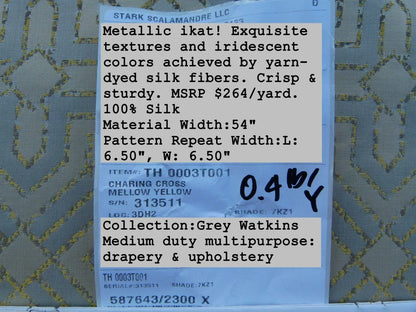 STARK SCALAMANDRE LLC
Metallic ikat! Exquisite
textures and iridescent
colors achieved by yarn-
dyed silk fibers. Crisp &
sturdy. MSRP $264/yard.
100% Silk
Material Width:54"
Pattern Repeat Width:L:
6.50", W: 6.50"
ITEM#: TH 0003T001
CHARING CROSS
MELLOW YELLOW
S/N: 313511
0.4 lb/Y
LOC: 3DH2 SHADE: 7KZ1
Collection:Grey Watkins
Medium duty multipurpose:
drapery & upholstery
TH 0003T001
SERIAL#:313511 SHADE:7KZ1
587643/2300 X